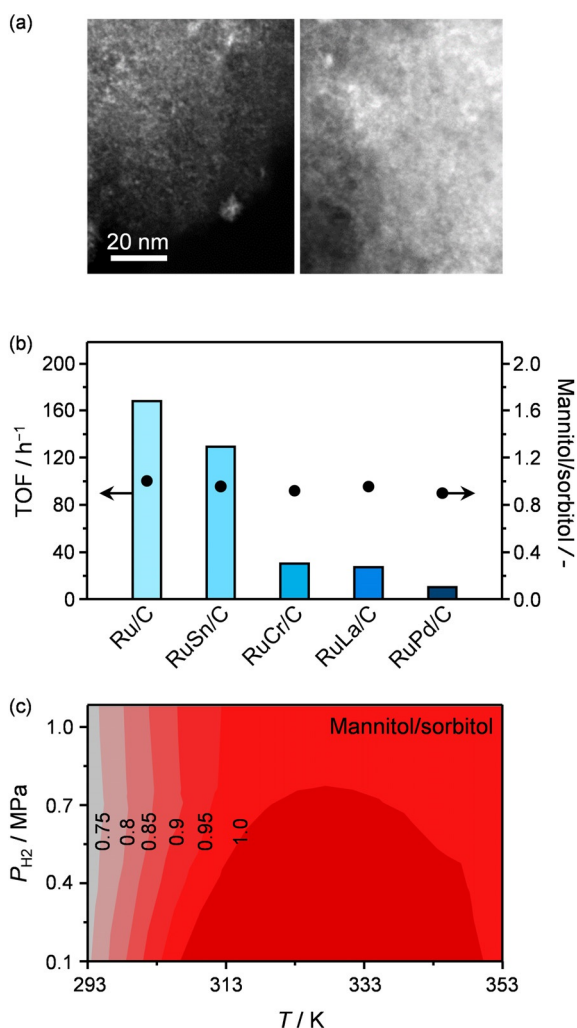 (a)
20 nm
(b)
200
160
120
80
40
0
TOF / h⁻¹
2.0
1.6
1.2
0.8
0.4
0.0
Mannitol/sorbitol / -
Ru/C
RuSn/C
RuCr/C
RuLa/C
RuPd/C
(c)
Mannitol/sorbitol
1.0
0.7
0.4
0.1
P_H2 / MPa
0.75
0.8
0.85
0.9
0.95
1.0
293
313
333
353
T / K